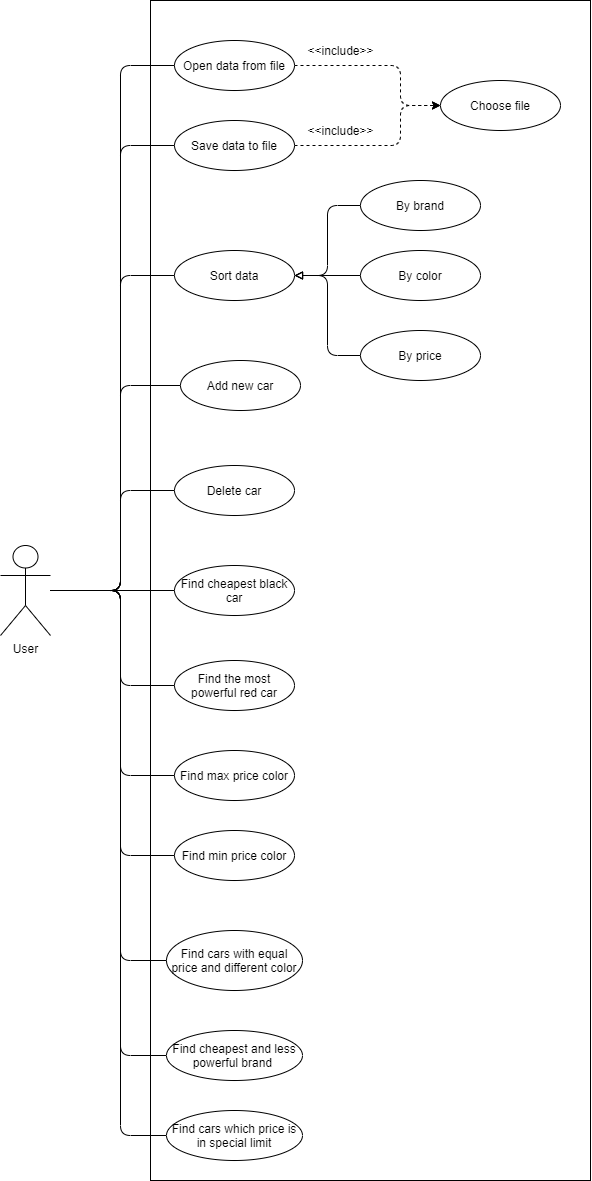 <<include>>
Open data from file
Choose file
<<include>>
Save data to file
By brand
Sort data
By color
By price
Add new car
Delete car
Find cheapest black
car
User
Find the most
powerful red car
Find max price color
Find min price color
Find cars with equal
price and different color
Find cheapest and less
powerful brand
Find cars which price is
in special limit